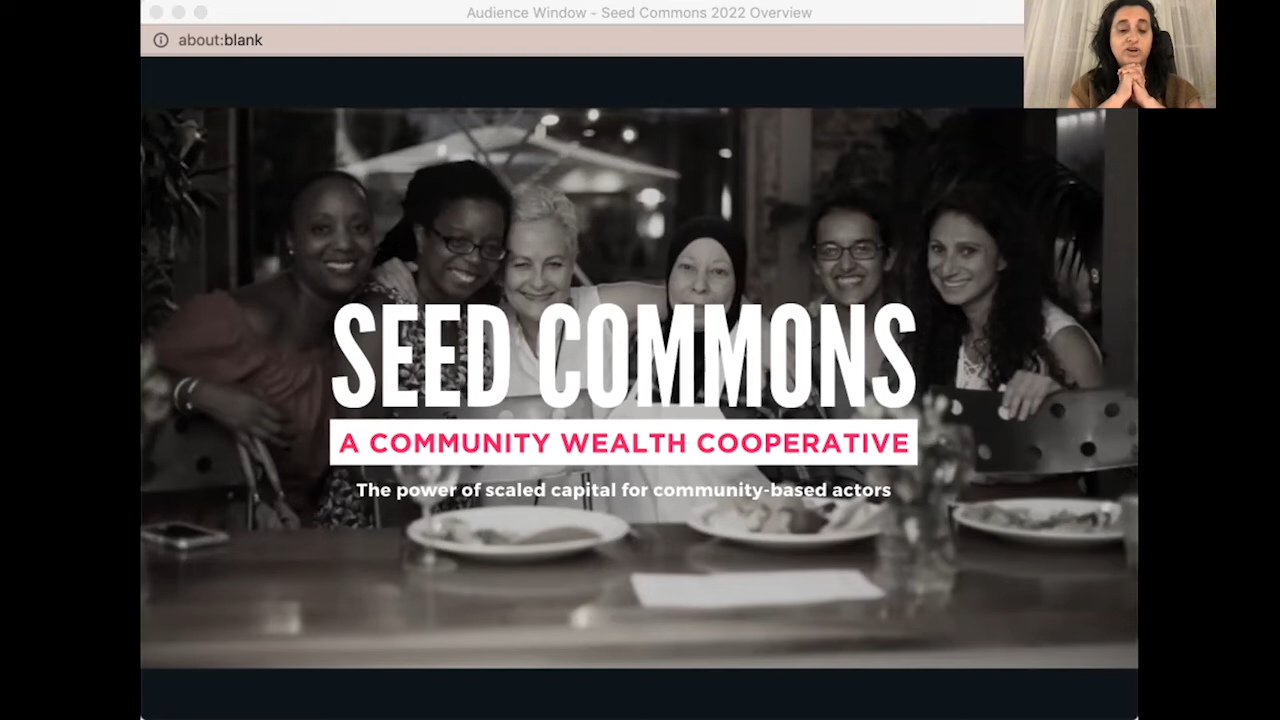 Audience Window - Seed Commons 2022 Overview
about:blank
SEED COMMONS
A COMMUNITY WEALTH COOPERATIVE
The power of scaled capital for community-based actors